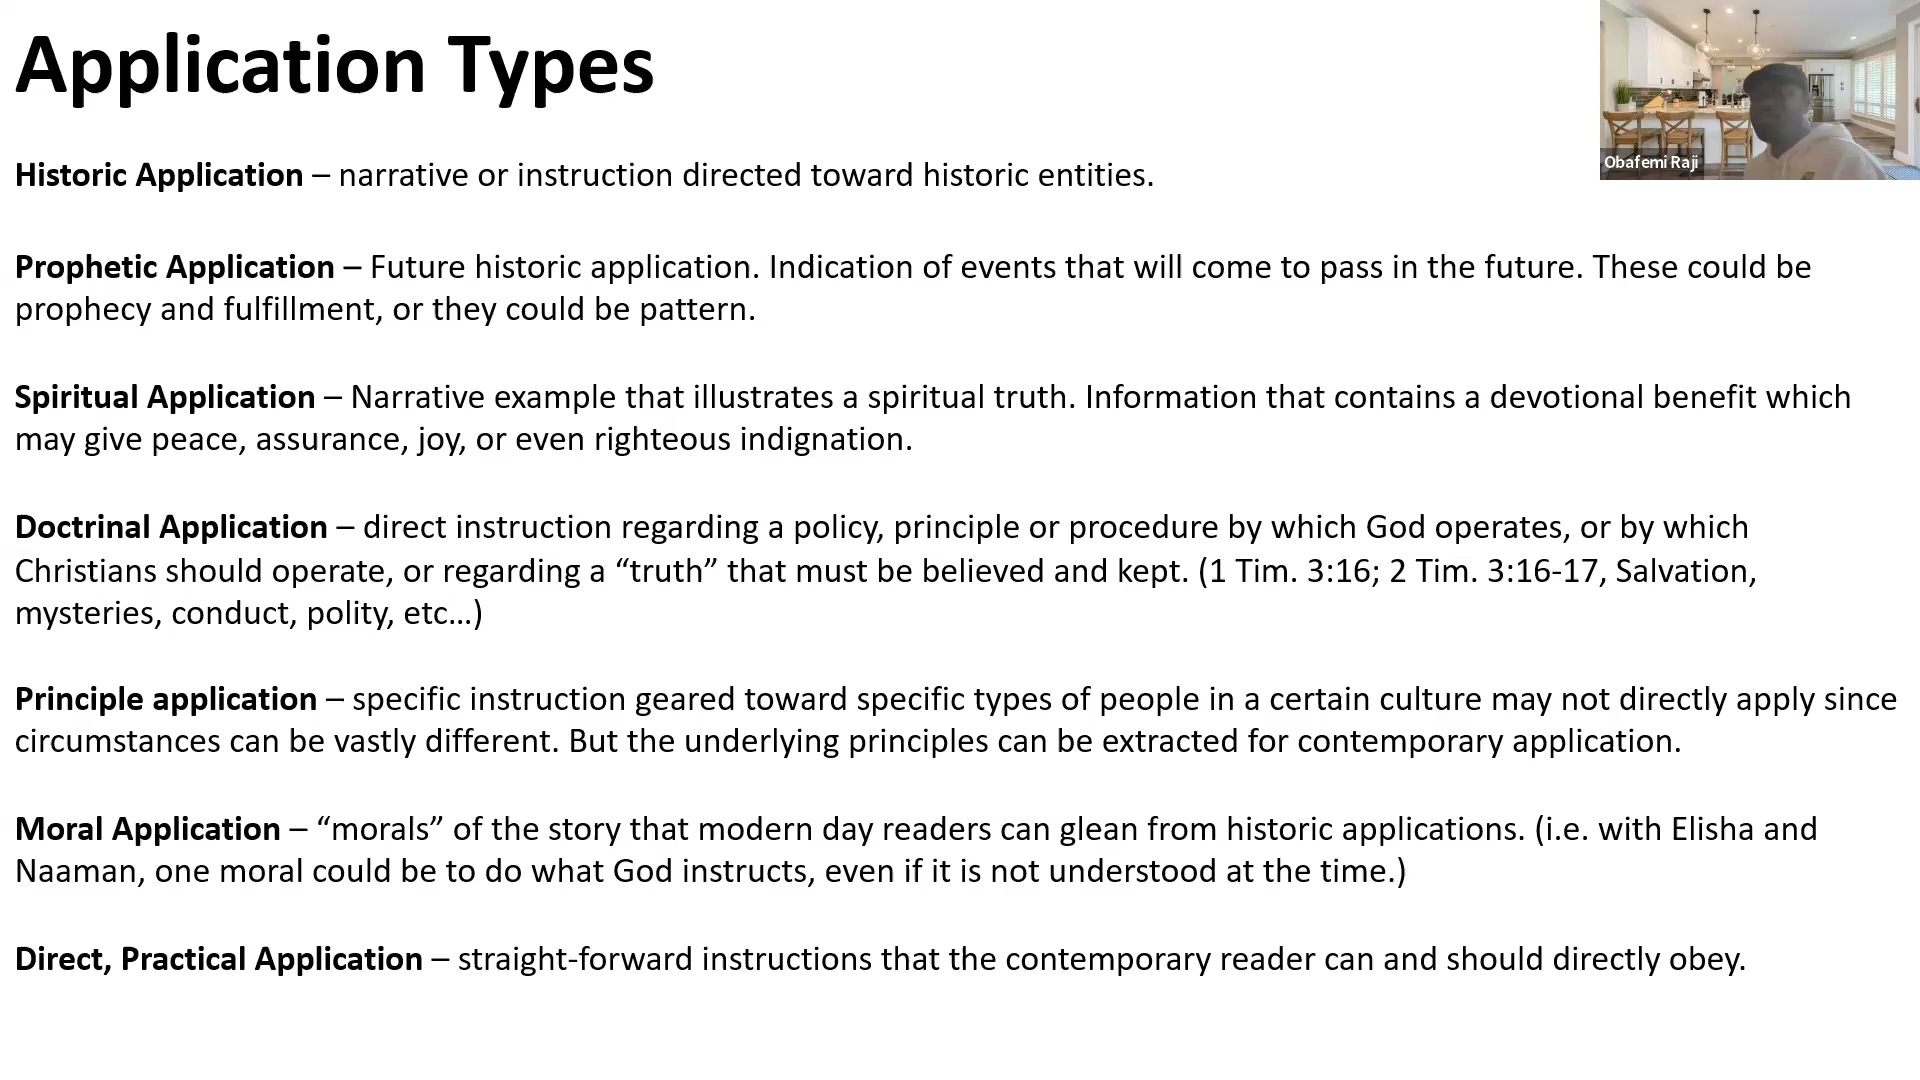 Application Types
Obafemi Raji
Historic Application – narrative or instruction directed toward historic entities.
Prophetic Application – Future historic application. Indication of events that will come to pass in the future. These could be
prophecy and fulfillment, or they could be pattern.
Spiritual Application – Narrative example that illustrates a spiritual truth. Information that contains a devotional benefit which
may give peace, assurance, joy, or even righteous indignation.
Doctrinal Application – direct instruction regarding a policy, principle or procedure by which God operates, or by which
Christians should operate, or regarding a “truth” that must be believed and kept. (1 Tim. 3:16; 2 Tim. 3:16-17, Salvation,
mysteries, conduct, polity, etc…)
Principle application – specific instruction geared toward specific types of people in a certain culture may not directly apply since
circumstances can be vastly different. But the underlying principles can be extracted for contemporary application.
Moral Application – “morals” of the story that modern day readers can glean from historic applications. (i.e. with Elisha and
Naaman, one moral could be to do what God instructs, even if it is not understood at the time.)
Direct, Practical Application – straight-forward instructions that the contemporary reader can and should directly obey.